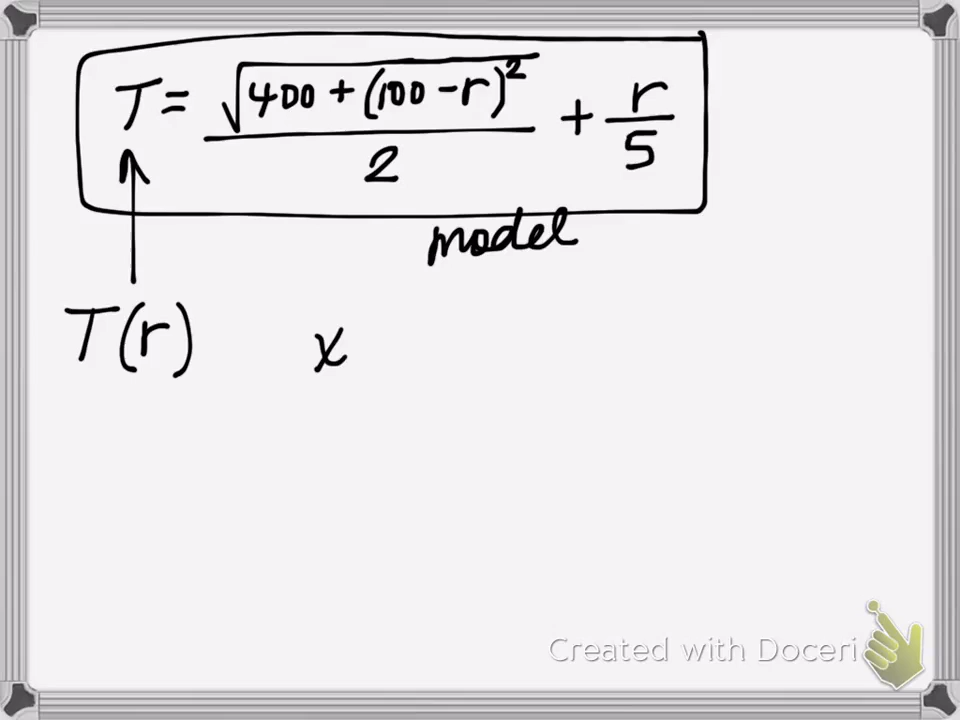 T = √(400 + (100 - r)²) / 2 + r/5
model
T(r) x
Created with Doceri